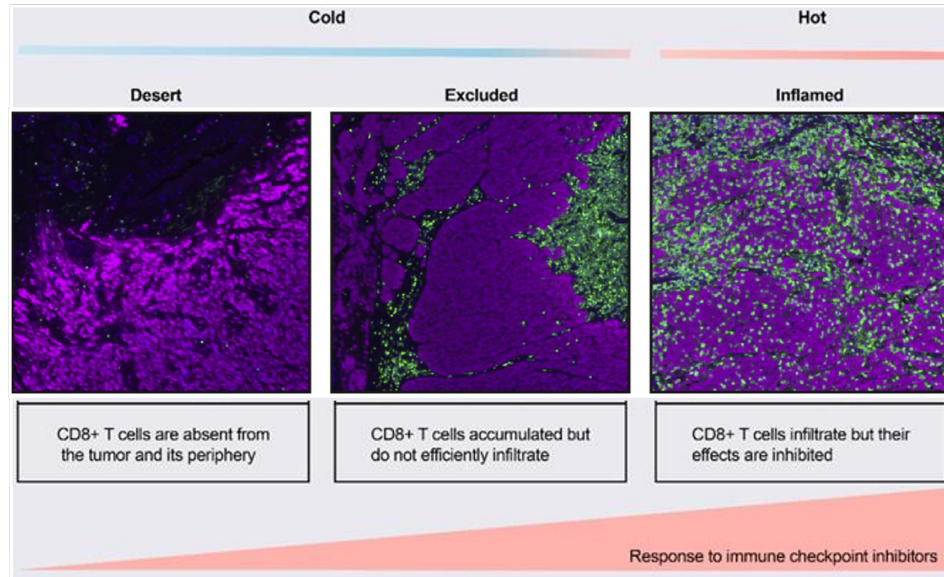 Cold
Hot
Desert
Excluded
Inflamed
CD8+ T cells are absent from
the tumor and its periphery
CD8+ T cells accumulated but
do not efficiently infiltrate
CD8+ T cells infiltrate but their
effects are inhibited
Response to immune checkpoint inhibitors